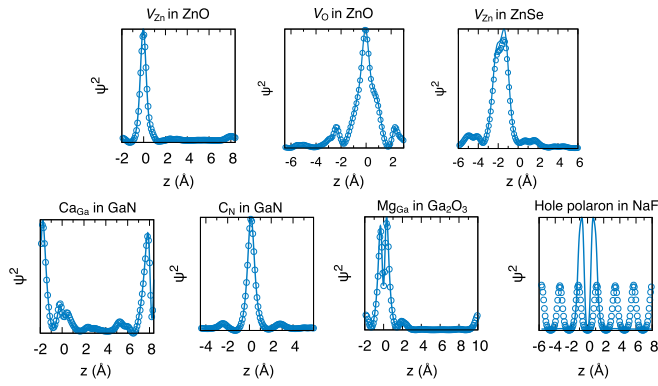 V_Zn in ZnO
V_O in ZnO
V_Zn in ZnSe
ψ²
ψ²
ψ²
-2 0 2 4 6 8
-6 -4 -2 0 2
-6 -4 -2 0 2 4 6
z (Å)
z (Å)
z (Å)
Ca_Ga in GaN
C_N in GaN
Mg_Ga in Ga₂O₃
Hole polaron in NaF
ψ²
ψ²
ψ²
ψ²
-2 0 2 4 6 8
-4 -2 0 2 4
-2 0 2 4 6 8 10
-6 -4 -2 0 2 4 6 8
z (Å)
z (Å)
z (Å)
z (Å)